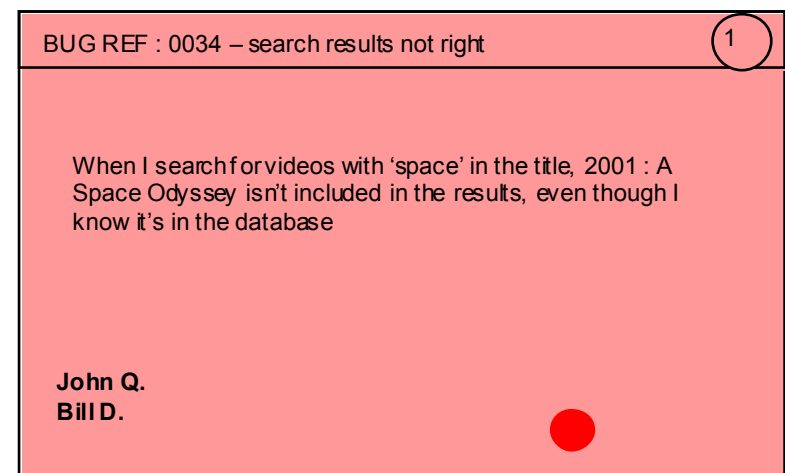 BUG REF : 0034 – search results not right
1
When I search for videos with ‘space’ in the title, 2001 : A
Space Odyssey isn’t included in the results, even though I
know it’s in the database
John Q.
Bill D.